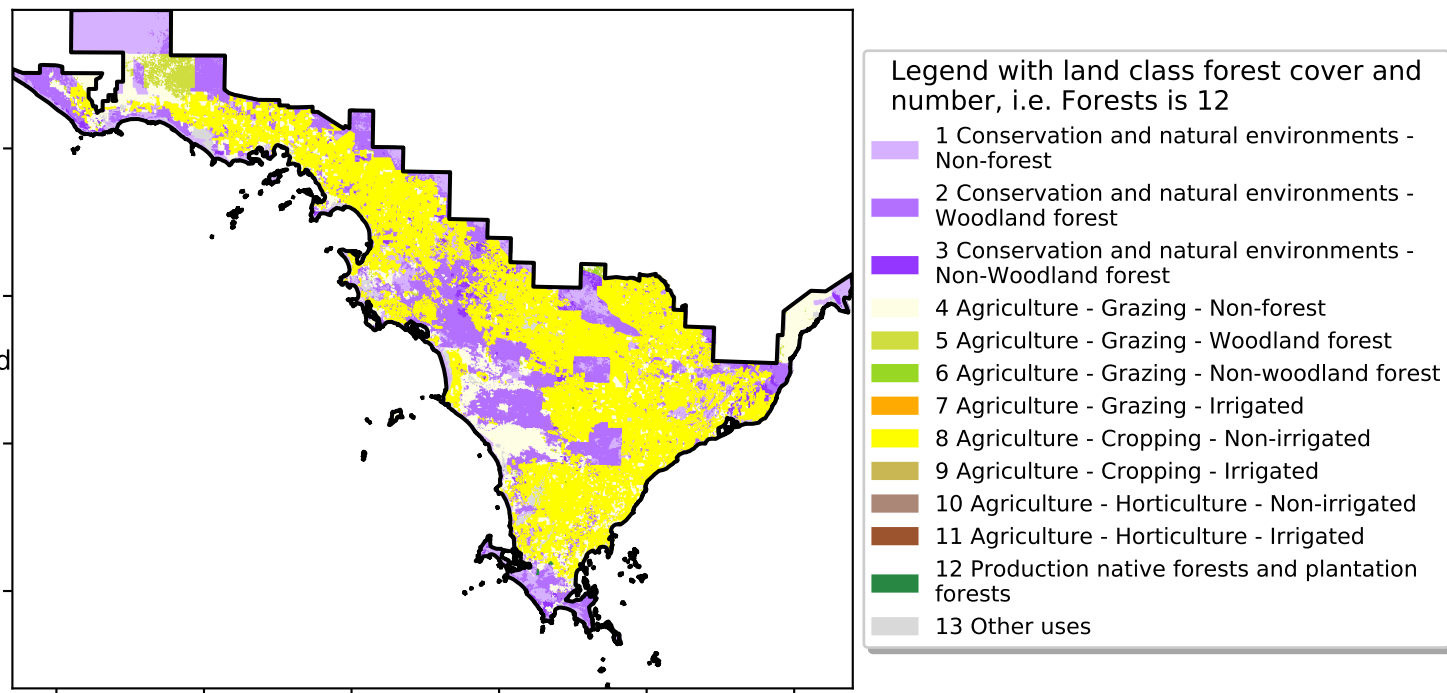 d
Legend with land class forest cover and
number, i.e. Forests is 12
1 Conservation and natural environments -
Non-forest
2 Conservation and natural environments -
Woodland forest
3 Conservation and natural environments -
Non-Woodland forest
4 Agriculture - Grazing - Non-forest
5 Agriculture - Grazing - Woodland forest
6 Agriculture - Grazing - Non-woodland forest
7 Agriculture - Grazing - Irrigated
8 Agriculture - Cropping - Non-irrigated
9 Agriculture - Cropping - Irrigated
10 Agriculture - Horticulture - Non-irrigated
11 Agriculture - Horticulture - Irrigated
12 Production native forests and plantation
forests
13 Other uses